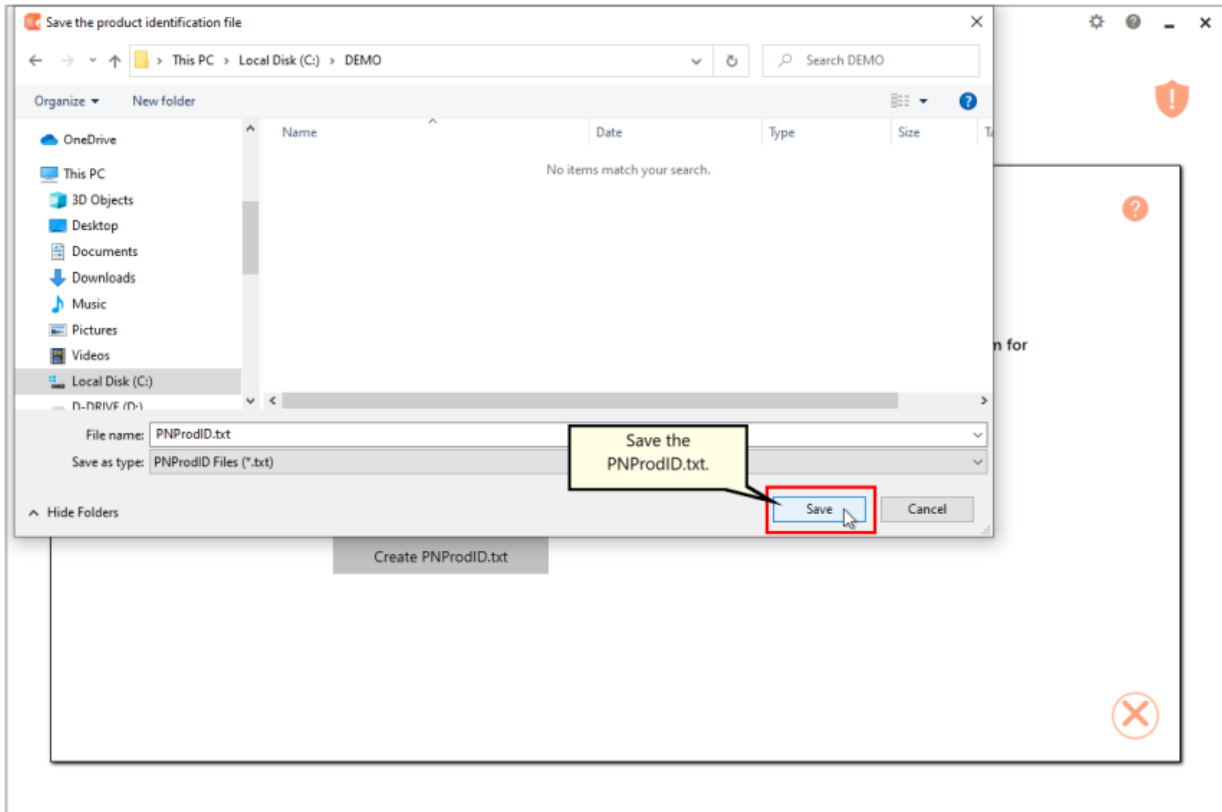 Save the product identification file
This PC > Local Disk (C:) > DEMO
Search DEMO
Organize
New folder
Name
Date
Type
Size
OneDrive
No items match your search.
This PC
3D Objects
Desktop
Documents
Downloads
Music
Pictures
Videos
Local Disk (C:)
D-DRIVE (D:)
m for
File name: PNProdID.txt
Save as type: PNProdID Files (*.txt)
Save the
PNProdID.txt.
Hide Folders
Save
Cancel
Create PNProdID.txt